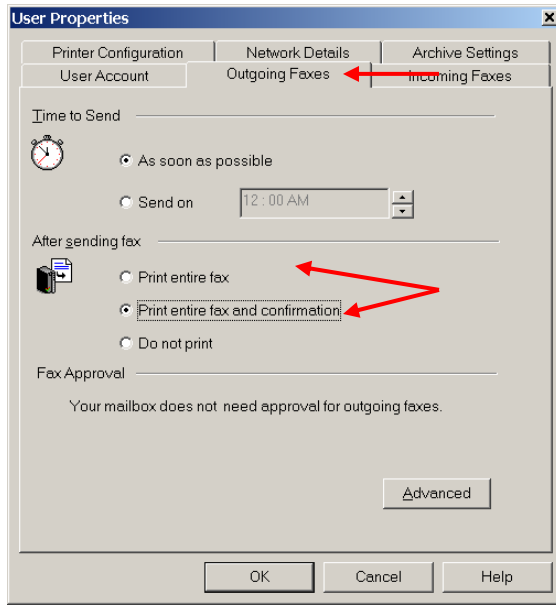 User Properties
Printer Configuration Network Details Archive Settings
User Account Outgoing Faxes Incoming Faxes
Time to Send
As soon as possible
Send on 12 : 00 AM
After sending fax
Print entire fax
Print entire fax and confirmation
Do not print
Fax Approval
Your mailbox does not need approval for outgoing faxes.
Advanced
OK Cancel Help